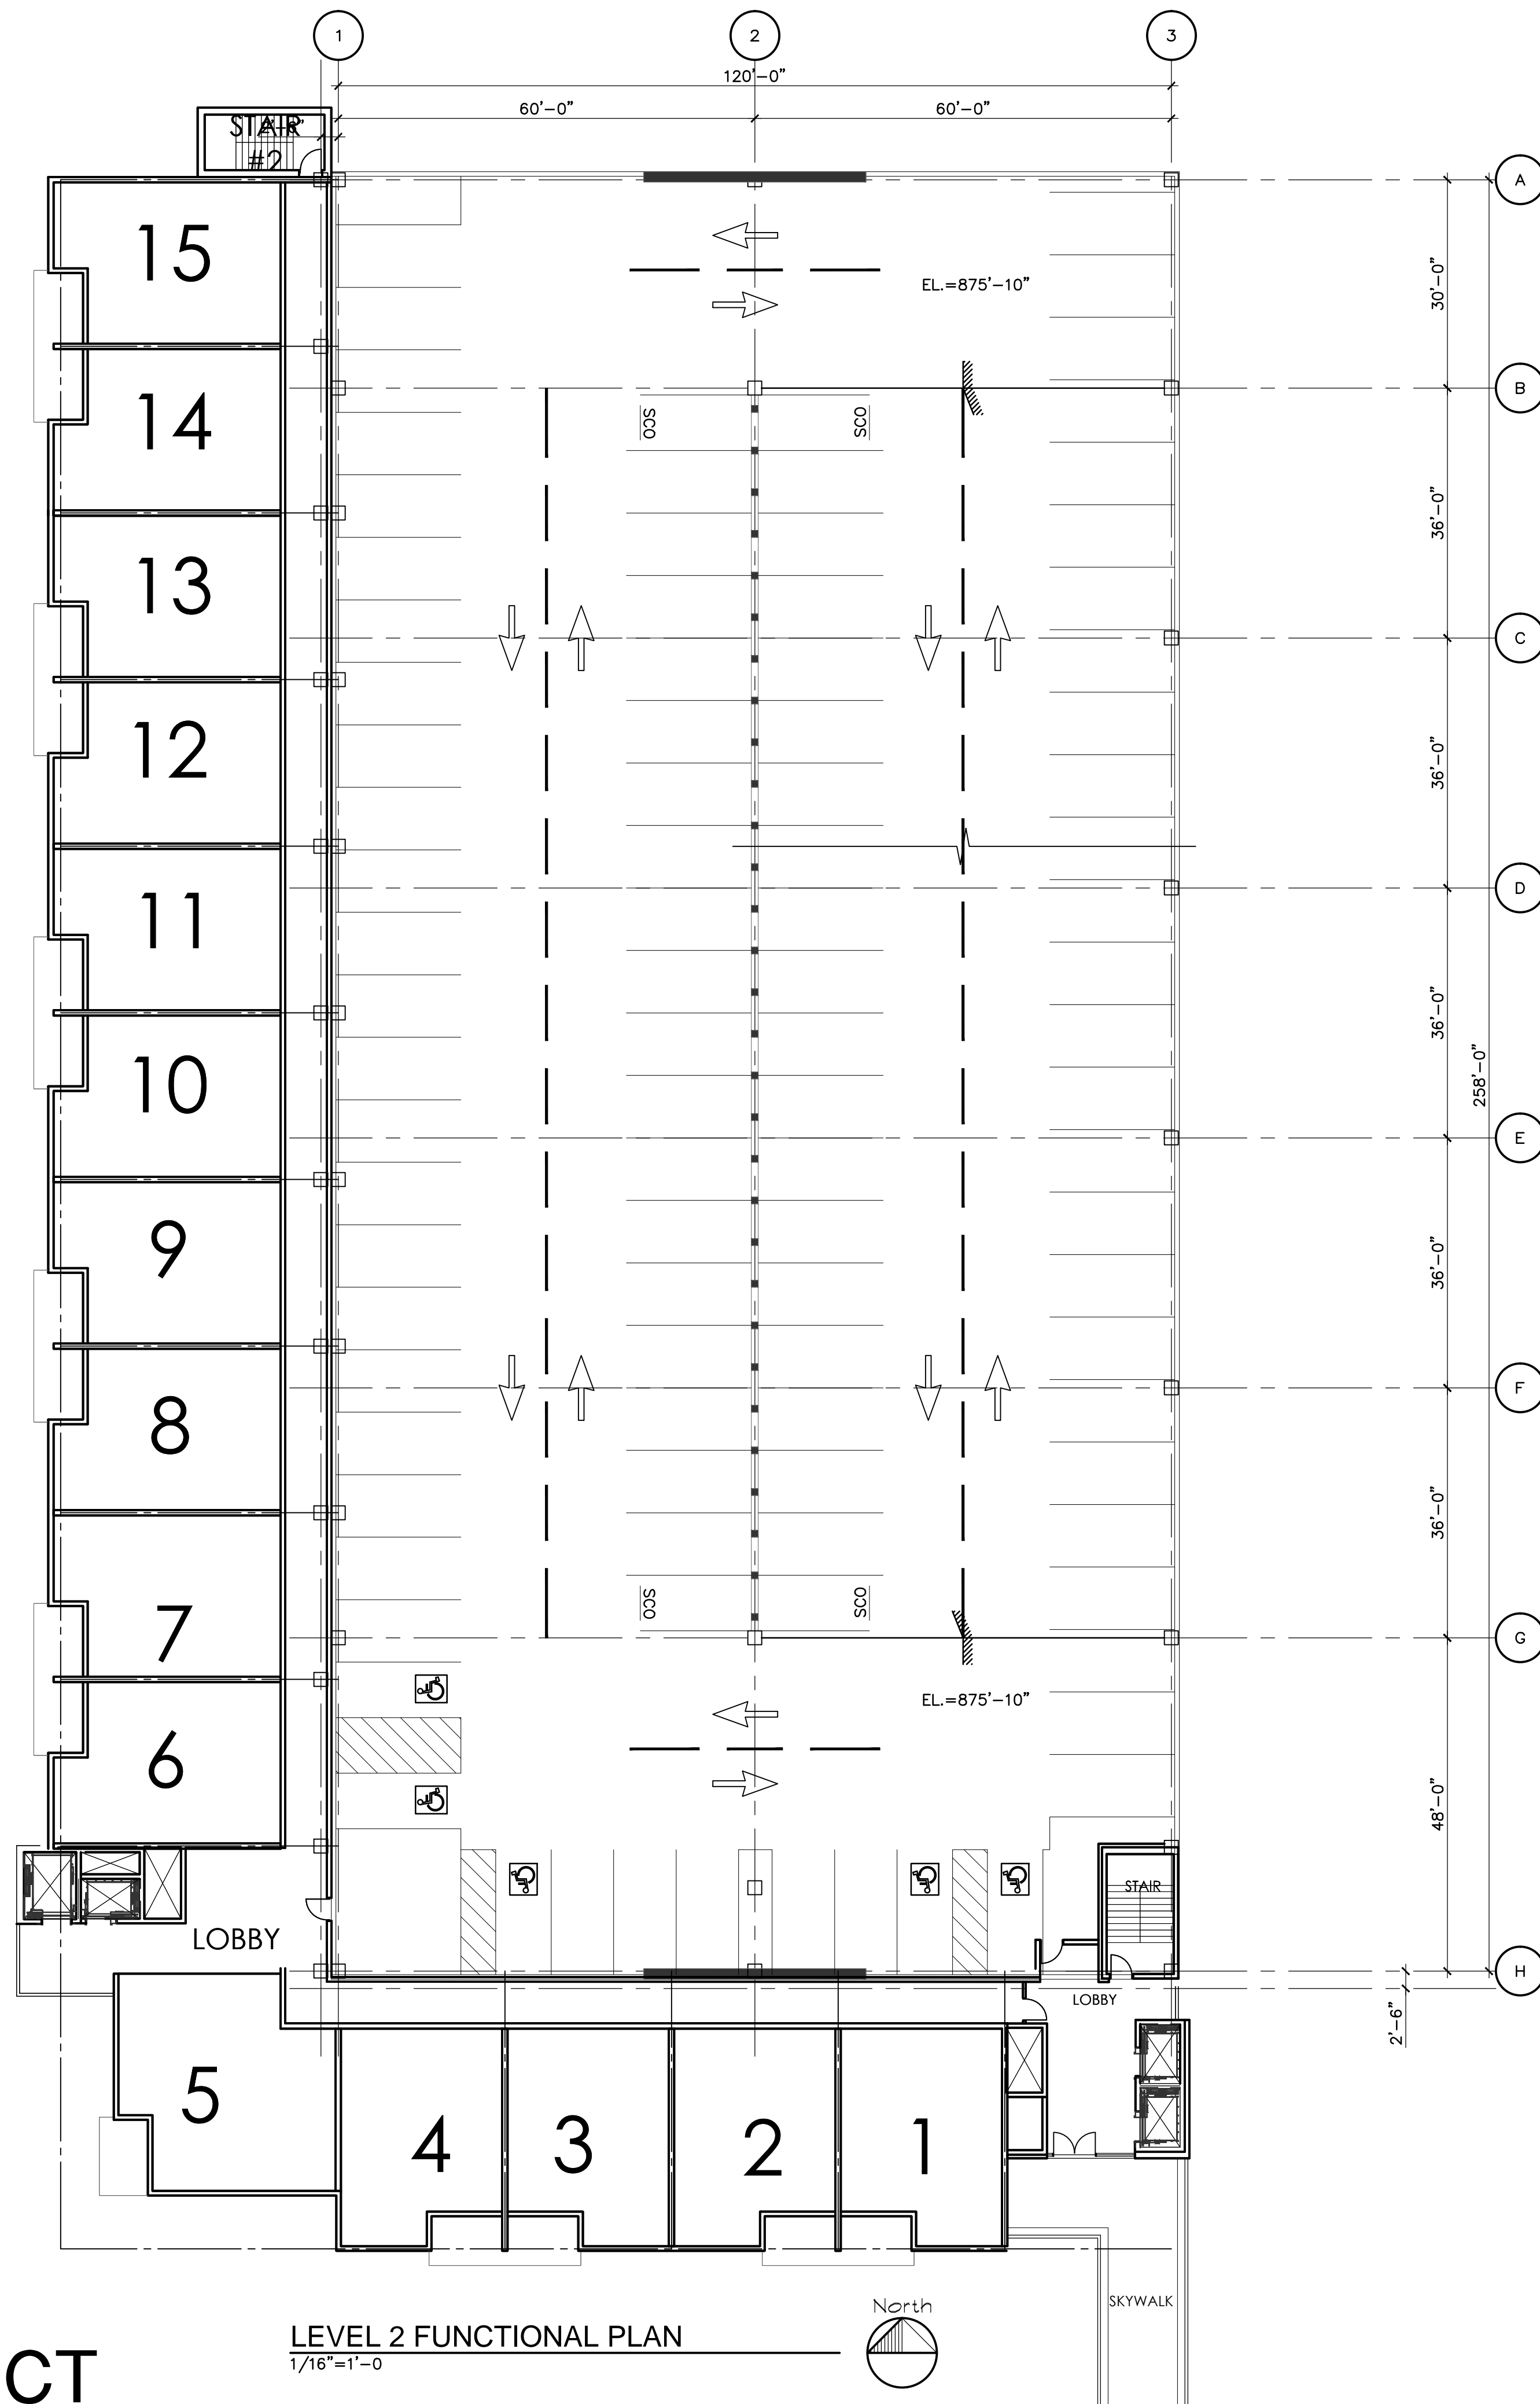 1
2
3
120'-0"
60'-0"
60'-0"
STAIR
#2
A
15
EL.=875'-10"
30'-0"
B
14
SCO
SCO
36'-0"
13
C
12
36'-0"
11
D
36'-0"
10
258'-0"
E
9
36'-0"
8
F
36'-0"
7
SCO
SCO
G
EL.=875'-10"
6
48'-0"
STAIR
LOBBY
H
LOBBY
2'-6"
5
4
3
2
1
SKYWALK
North
LEVEL 2 FUNCTIONAL PLAN
1/16"=1'-0
CT